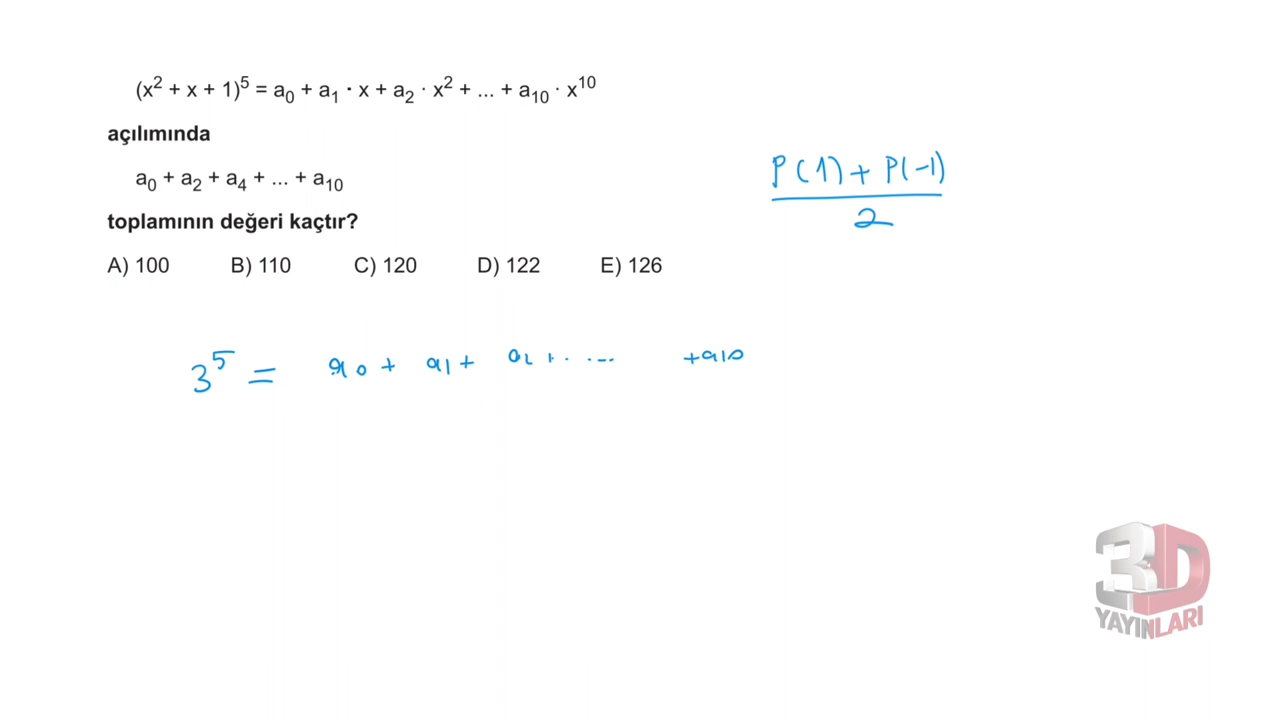 (x² + x + 1)⁵ = a₀ + a₁ · x + a₂ · x² + ... + a₁₀ · x¹⁰
açılımında
a₀ + a₂ + a₄ + ... + a₁₀
toplamının değeri kaçtır?
A) 100 B) 110 C) 120 D) 122 E) 126
P(1) + P(-1)
2
3⁵ = a₀ + a₁ + a₂ + . ... + a₁₀
3D
YAYINLARI